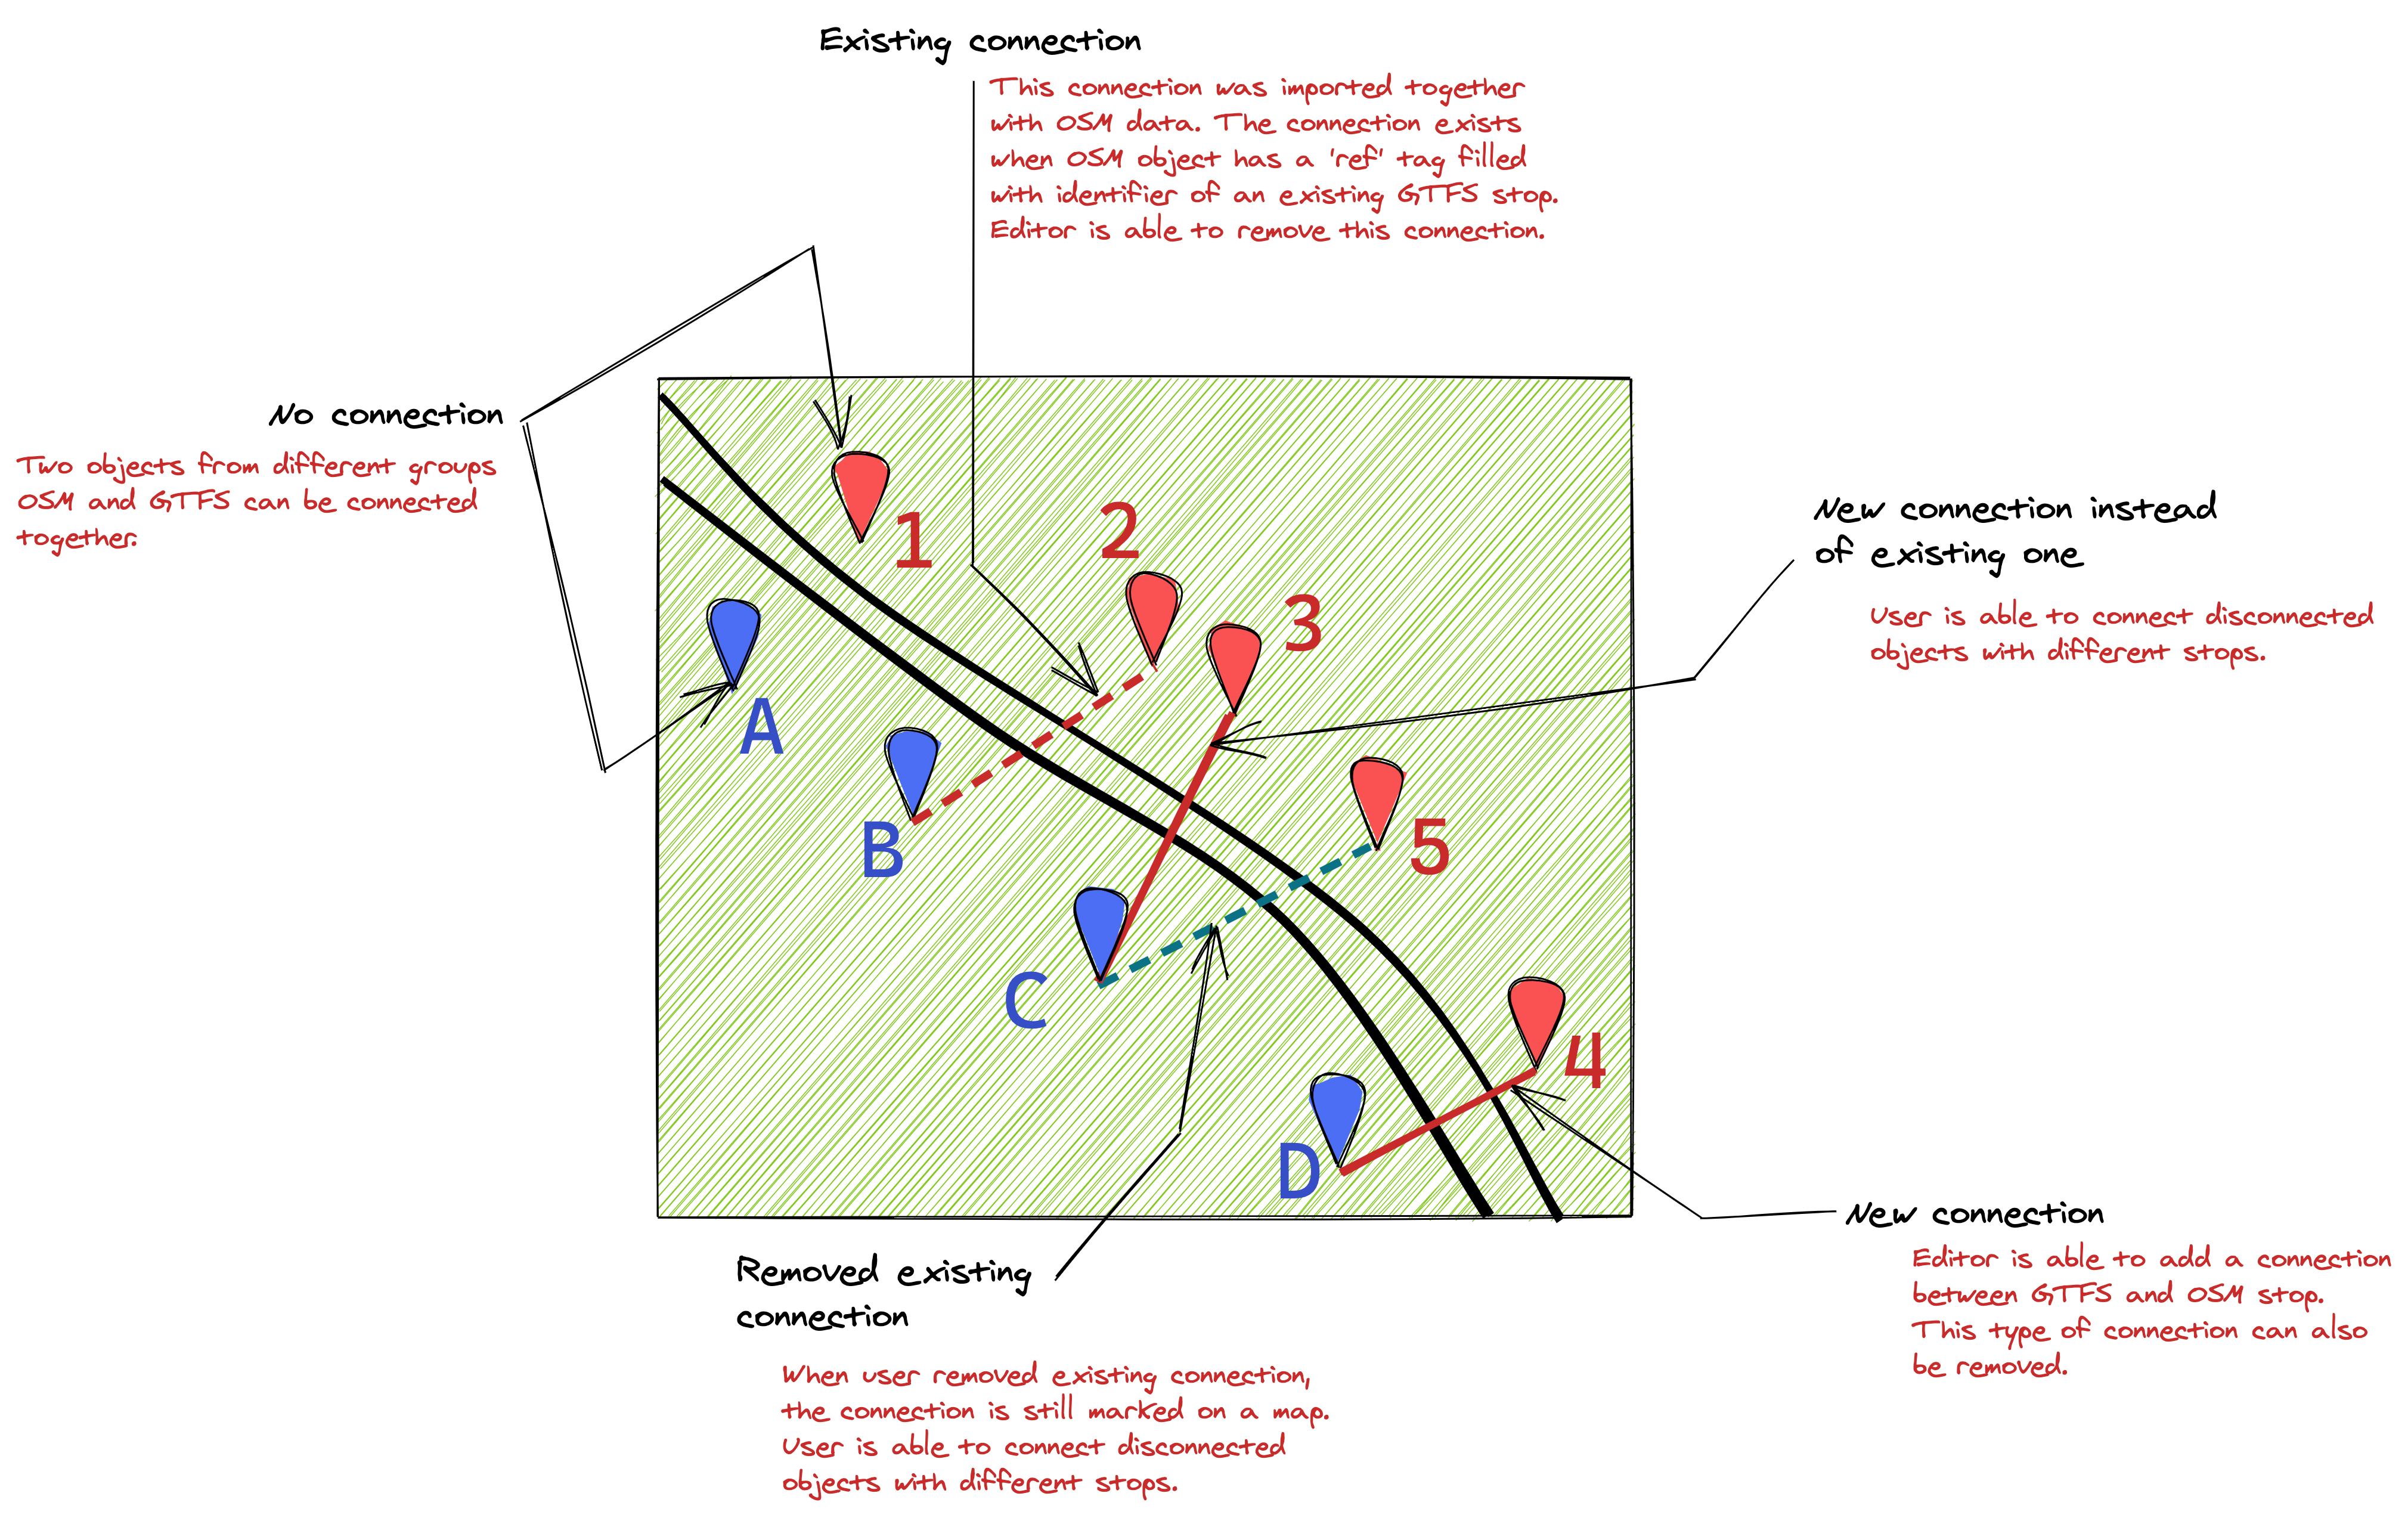 Existing connection
This connection was imported together
with OSM data. The connection exists
when OSM object has a 'ref' tag filled
with identifier of an existing GTFS stop.
Editor is able to remove this connection.
No connection
Two objects from different groups
OSM and GTFS can be connected
together.
New connection instead
of existing one
User is able to connect disconnected
objects with different stops.
1
2
3
A
B
5
C
4
D
New connection
Editor is able to add a connection
between GTFS and OSM stop.
This type of connection can also
be removed.
Removed existing
connection
When user removed existing connection,
the connection is still marked on a map.
User is able to connect disconnected
objects with different stops.